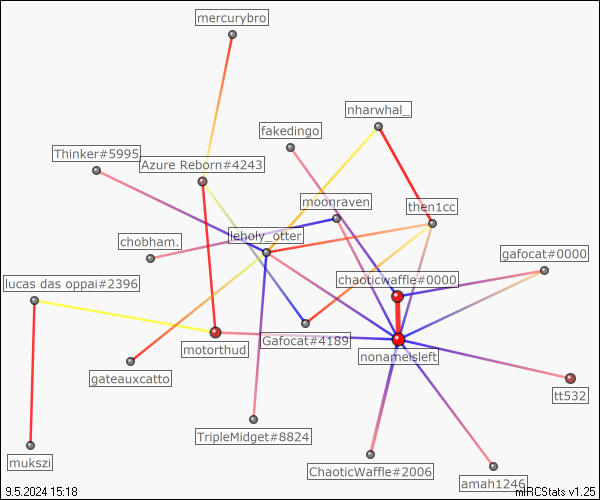 mercurybro
nharwhal_
fakedingo
Thinker#5995
Azure Reborn#4243
moonraven
then1cc
leholy_otter
chobham.
gafocat#0000
chaoticwaffle#0000
lucas das oppai#2396
Gafocat#4189
motorthud
nonameisleft
gateauxcatto
tt532
TripleMidget#8824
mukszi
ChaoticWaffle#2006
amah1246
9.5.2024 15:18
mIRCStats v1.25